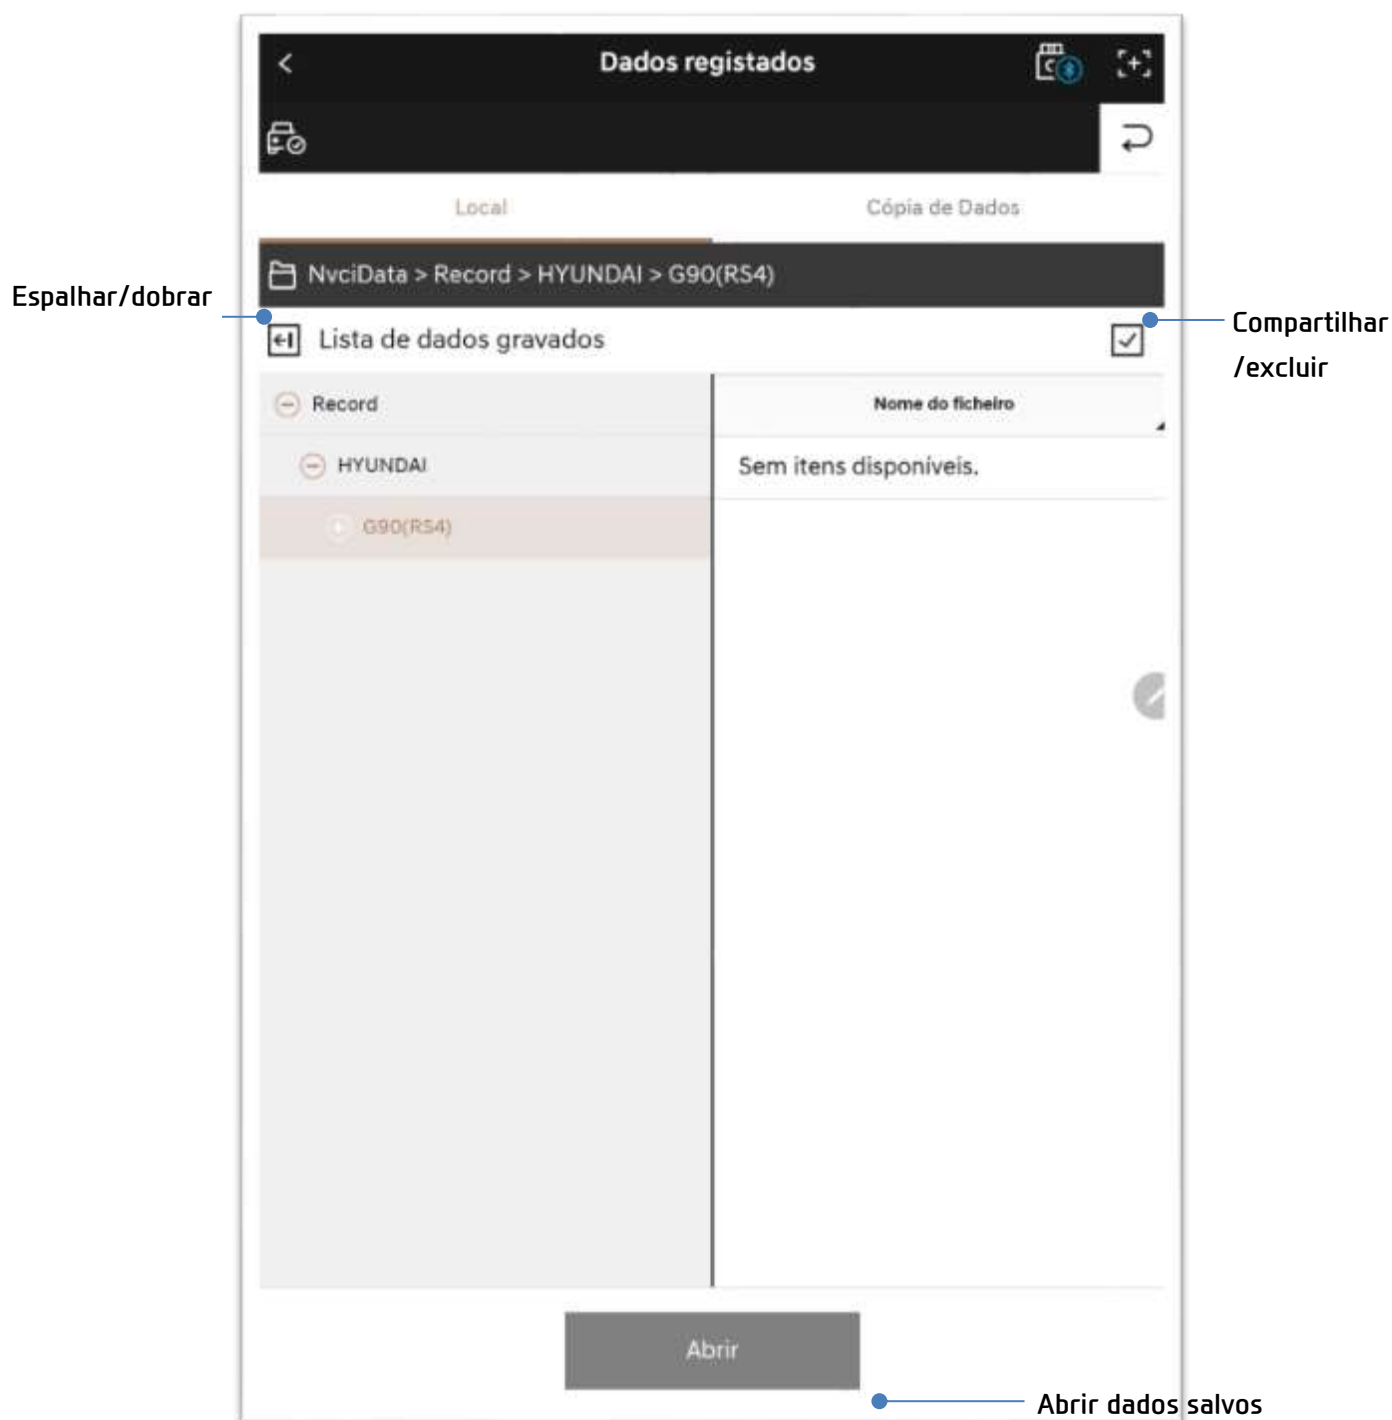 Dados registados
Local
Cópia de Dados
NvciData > Record > HYUNDAI > G90(RS4)
Espalhar/dobrar
Lista de dados gravados
Compartilhar
/excluir
Record
Nome do ficheiro
HYUNDAI
Sem itens disponíveis.
G90(RS4)
Abrir
Abrir dados salvos